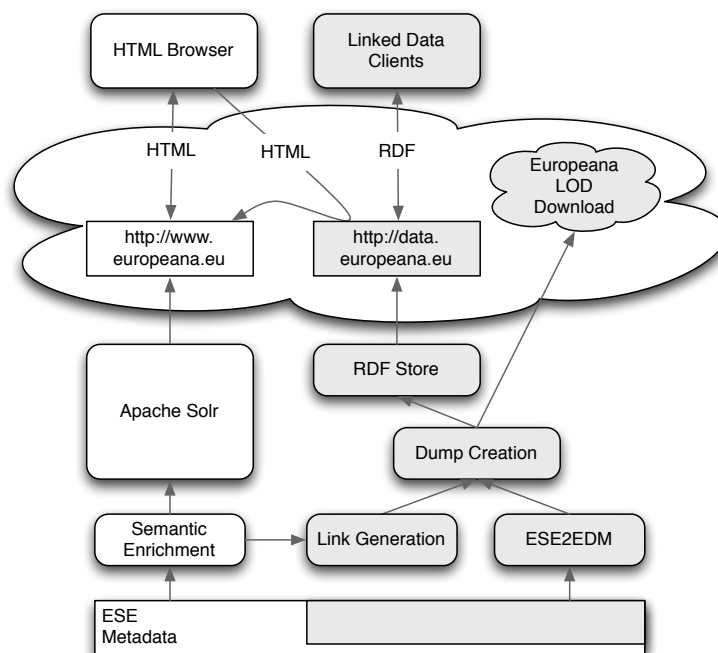 HTML Browser
Linked Data
Clients
HTML
HTML
RDF
Europeana
LOD
Download
http://www.
europeana.eu
http://data.
europeana.eu
RDF Store
Apache Solr
Dump Creation
Semantic
Enrichment
Link Generation
ESE2EDM
ESE
Metadata